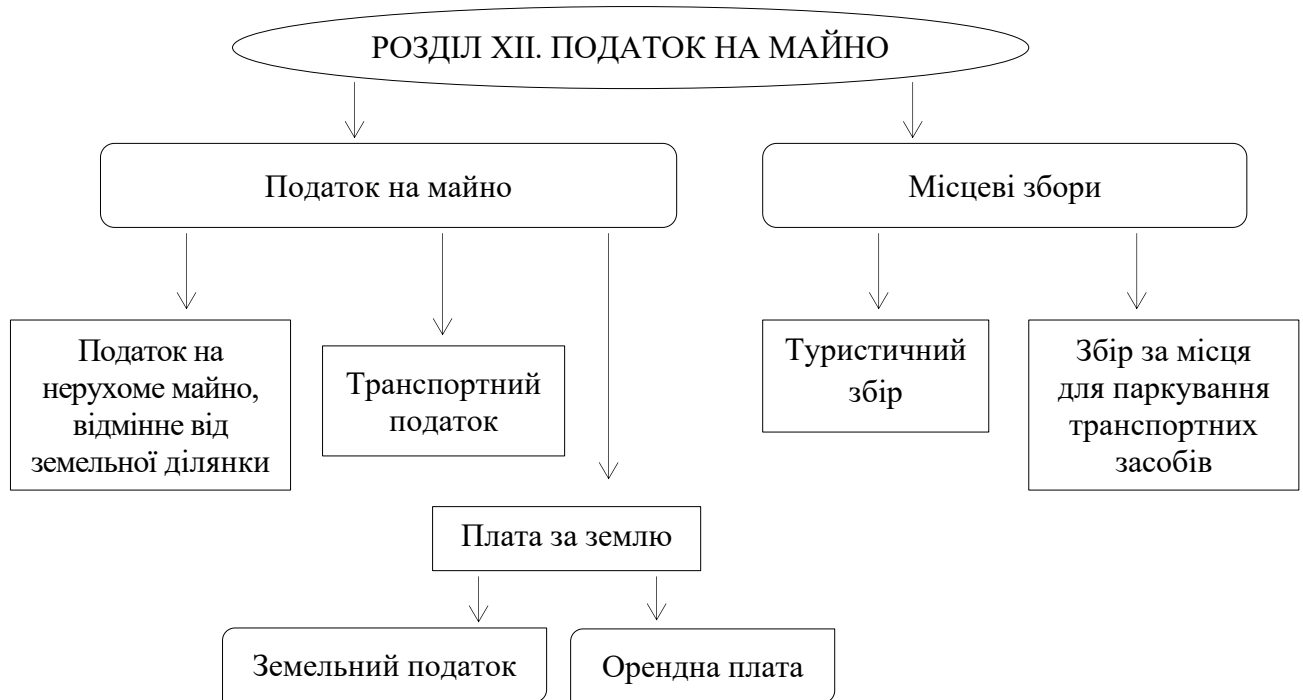 РОЗДІЛ XII. ПОДАТОК НА МАЙНО
Податок на майно
Місцеві збори
Податок на
нерухоме майно,
відмінне від
земельної ділянки
Транспортний
податок
Туристичний
збір
Збір за місця
для паркування
транспортних
засобів
Плата за землю
Земельний податок
Орендна плата